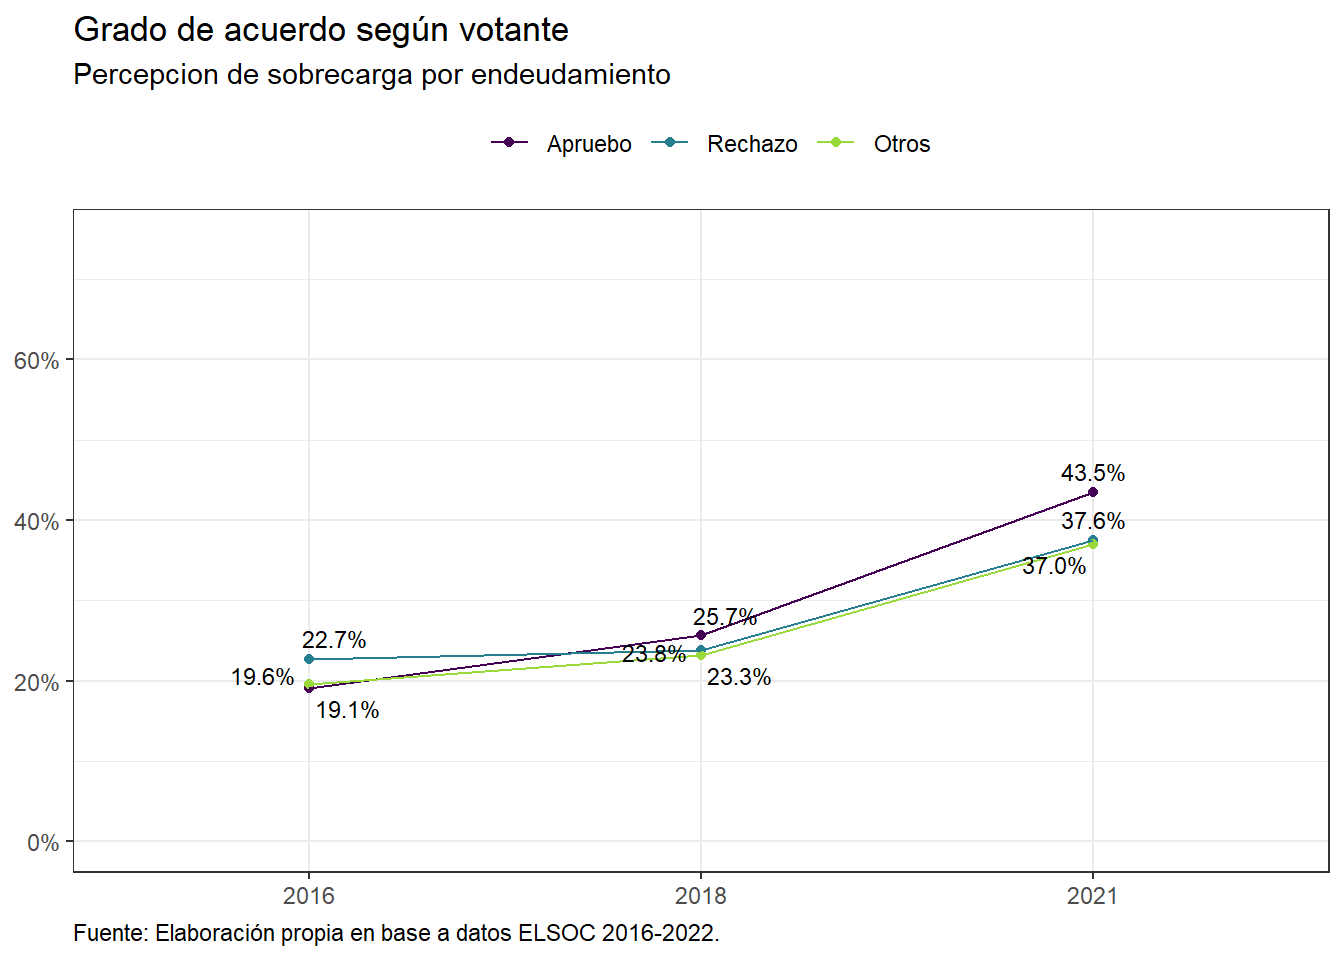 Grado de acuerdo según votante
Percepcion de sobrecarga por endeudamiento
Apruebo Rechazo Otros
60%
40%
20%
0%
43.5%
37.6%
37.0%
25.7%
22.7%
23.8%
19.6%
23.3%
19.1%
2016 2018 2021
Fuente: Elaboración propia en base a datos ELSOC 2016-2022.